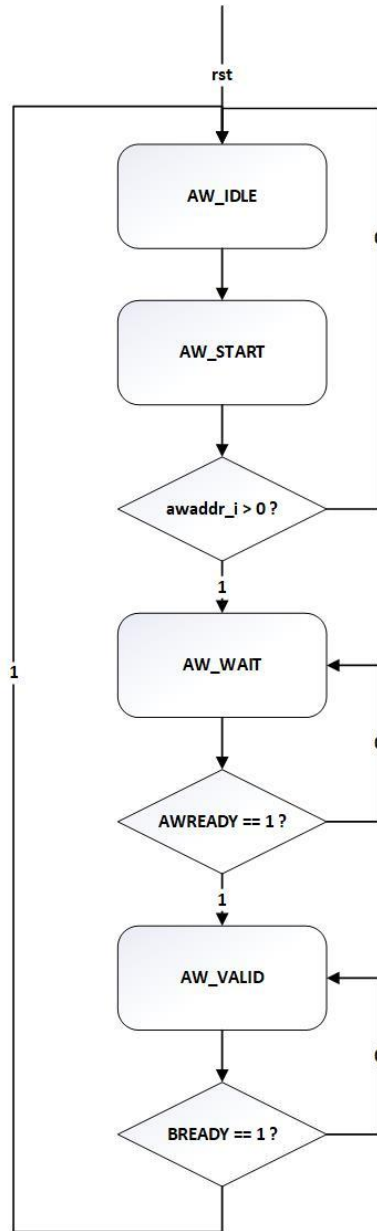 rst
AW_IDLE
AW_START
awaddr_i > 0 ?
1
AW_WAIT
1
AWREADY == 1 ?
1
AW_VALID
BREADY == 1 ?